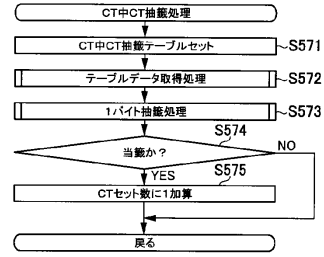 CT中CT抽籤処理
CT中CT抽籤テーブルセット
S571
テーブルデータ取得処理
S572
1バイト抽籤処理
S573
S574
当籤か?
NO
YES
S575
CTセット数に1加算
戻る